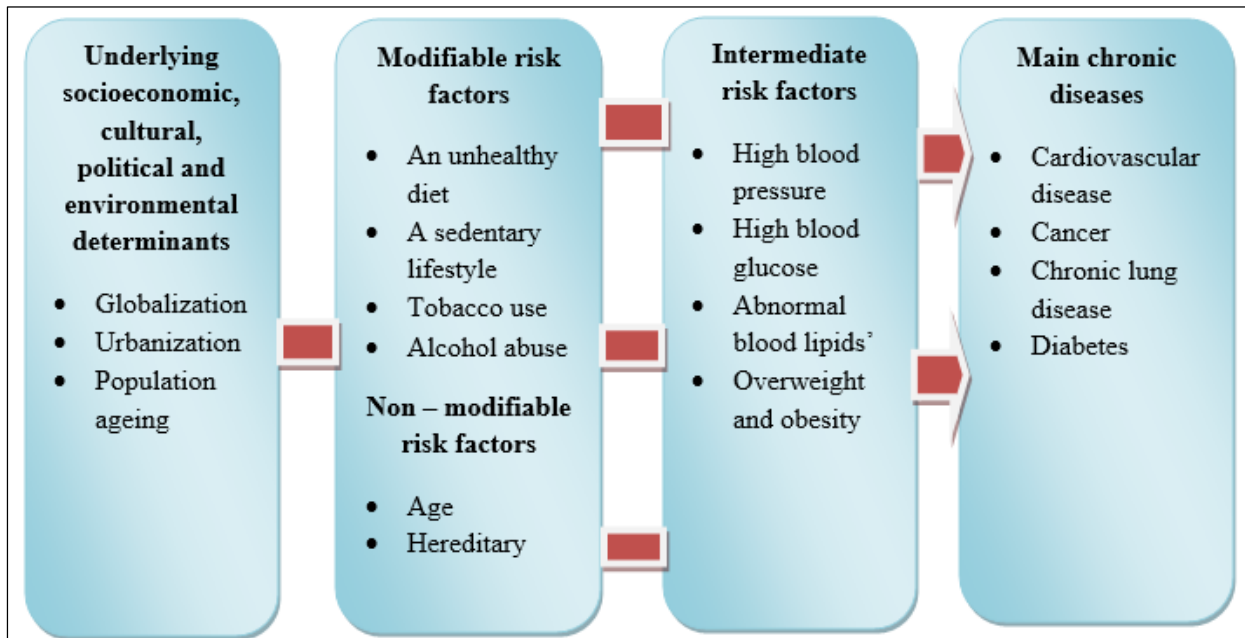 Underlying
socioeconomic,
cultural,
political and
environmental
determinants
• Globalization
• Urbanization
• Population
ageing
Modifiable risk
factors
• An unhealthy
diet
• A sedentary
lifestyle
• Tobacco use
• Alcohol abuse
Non – modifiable
risk factors
• Age
• Hereditary
Intermediate
risk factors
• High blood
pressure
• High blood
glucose
• Abnormal
blood lipids’
• Overweight
and obesity
Main chronic
diseases
• Cardiovascular
disease
• Cancer
• Chronic lung
disease
• Diabetes